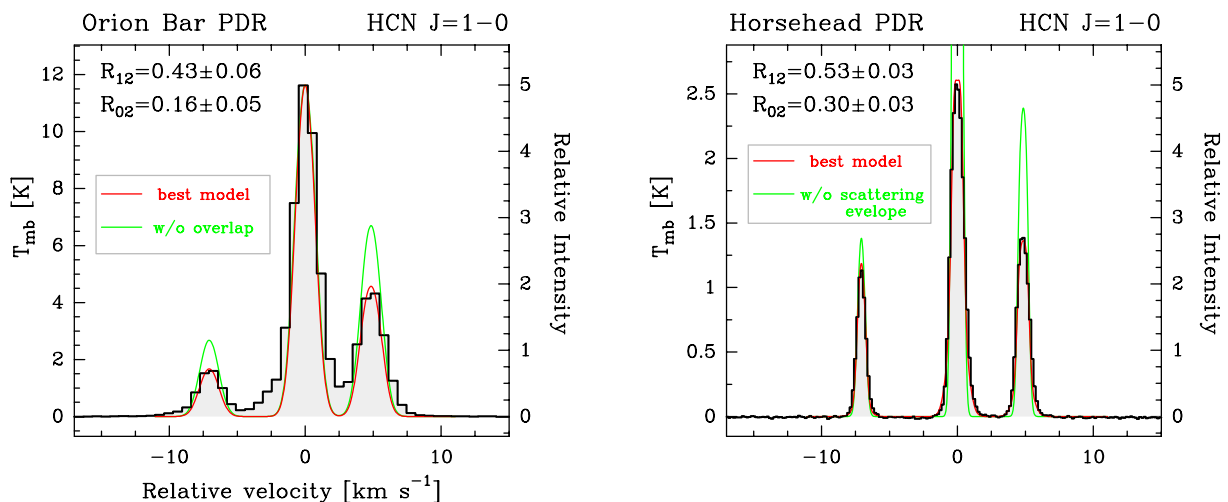 Orion Bar PDR HCN J=1−0
R12=0.43±0.06
R02=0.16±0.05
best model
w/o overlap
Tmb [K]
12
10
8
6
4
2
0
5
4
3
2
1
0
Relative Intensity
−10 0 10
Relative velocity [km s−1]
Horsehead PDR HCN J=1−0
R12=0.53±0.03
R02=0.30±0.03
best model
w/o scattering
evelope
Tmb [K]
2.5
2
1.5
1
0.5
0
5
4
3
2
1
0
Relative Intensity
−10 0 10